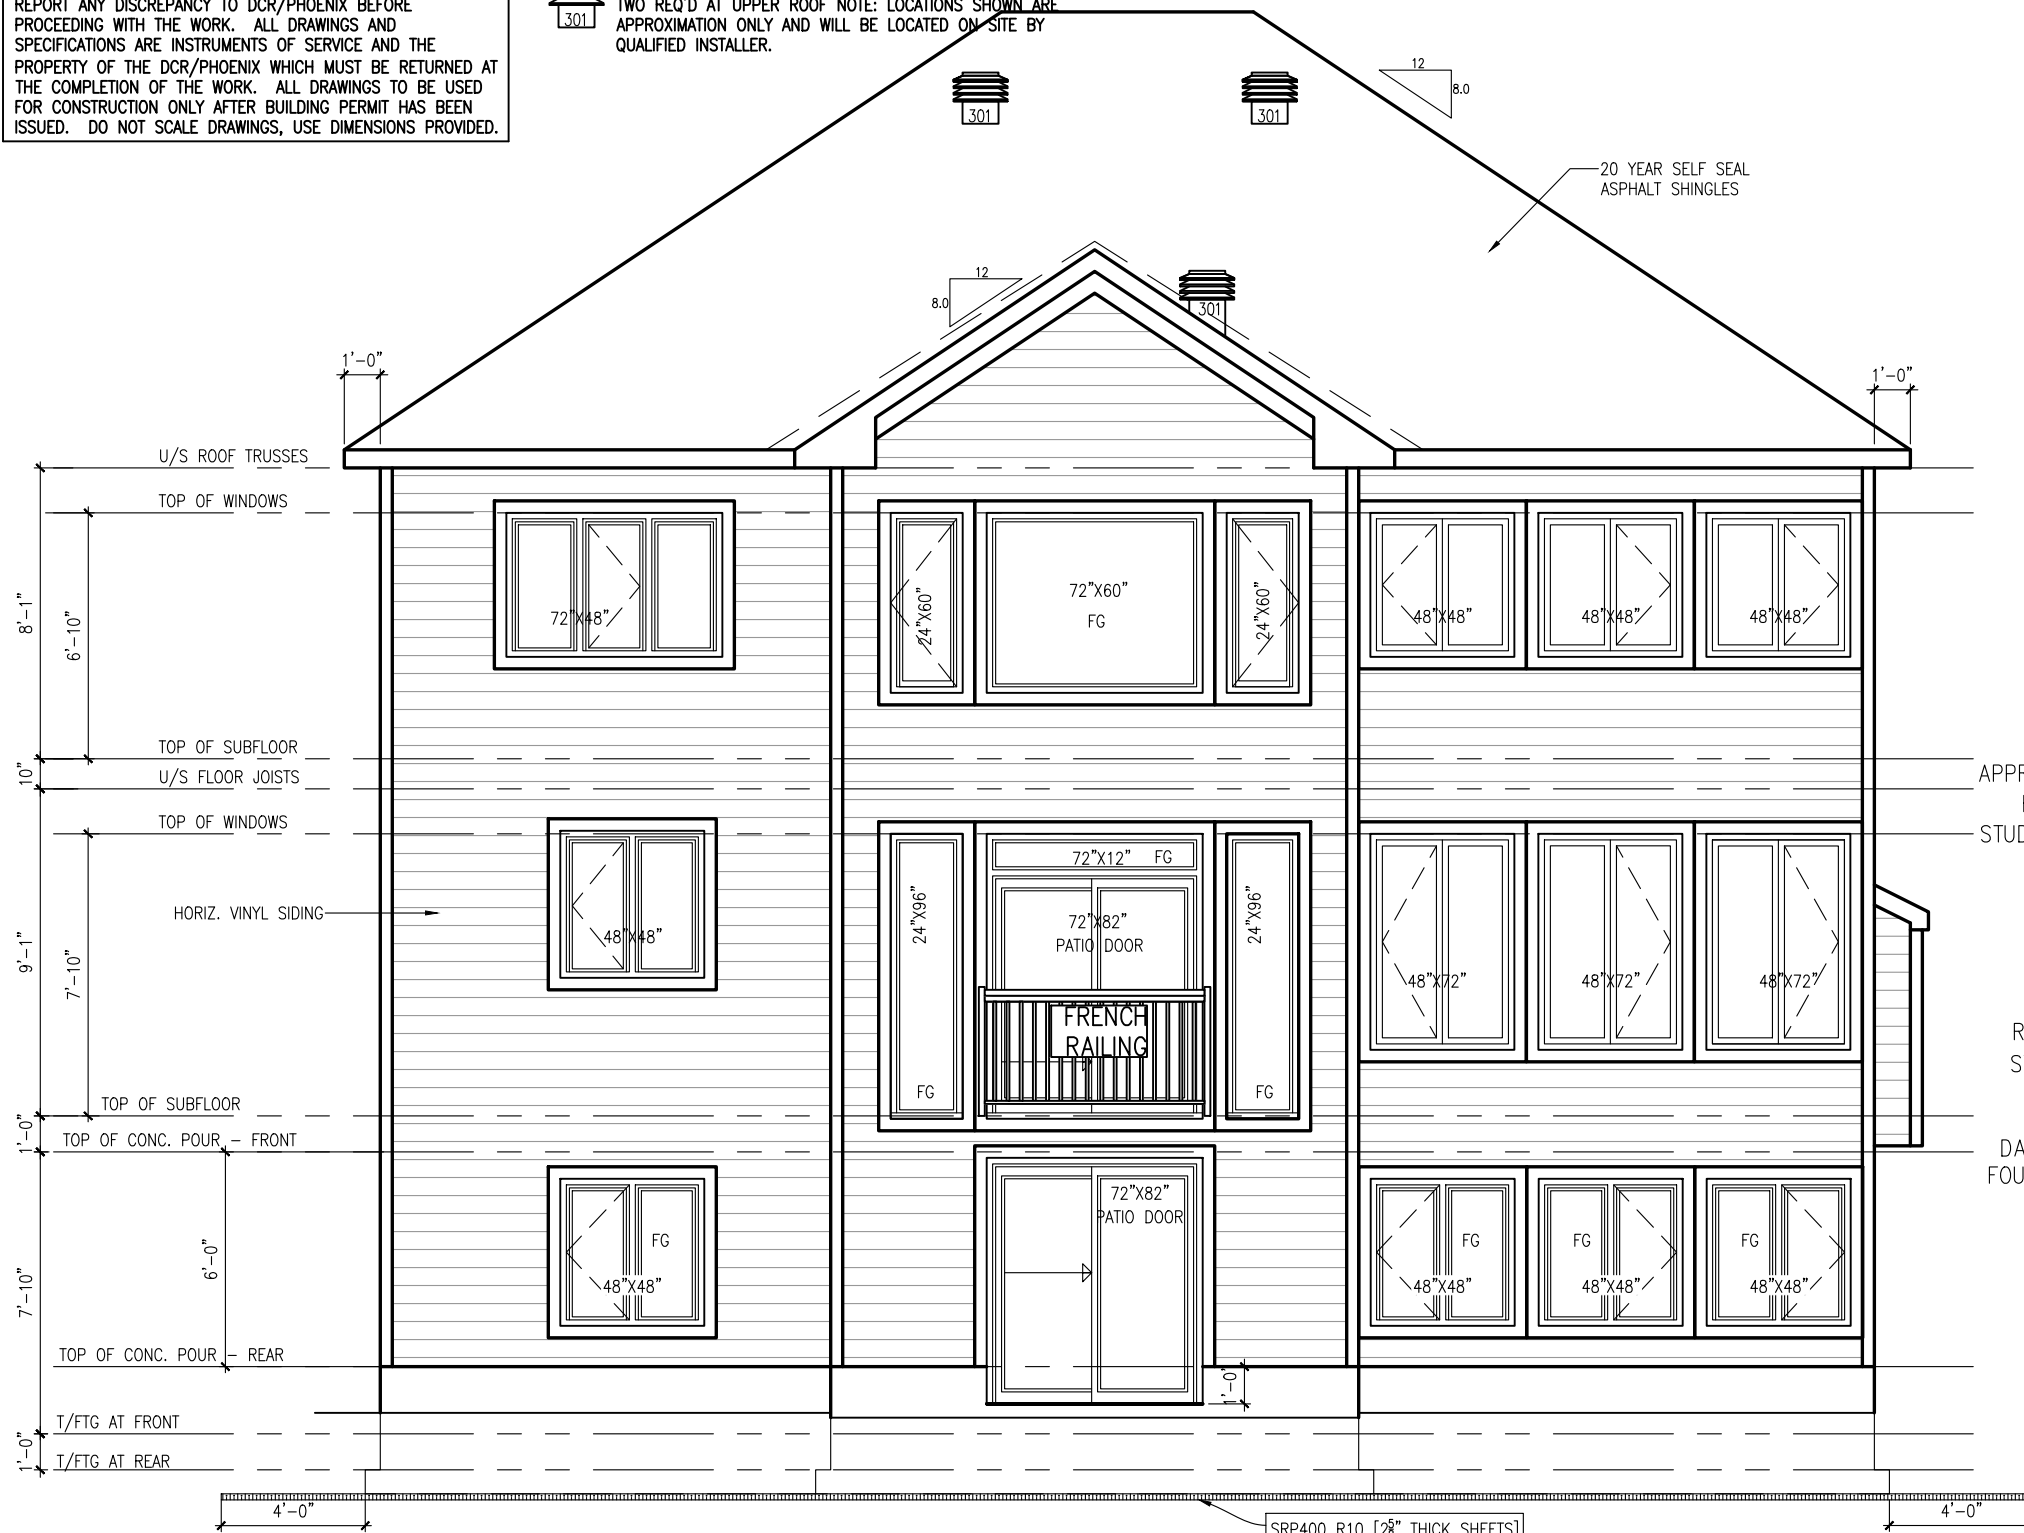 REPORT ANY DISCREPANCY TO DCR/PHOENIX BEFORE
PROCEEDING WITH THE WORK. ALL DRAWINGS AND
SPECIFICATIONS ARE INSTRUMENTS OF SERVICE AND THE
PROPERTY OF THE DCR/PHOENIX WHICH MUST BE RETURNED AT
THE COMPLETION OF THE WORK. ALL DRAWINGS TO BE USED
FOR CONSTRUCTION ONLY AFTER BUILDING PERMIT HAS BEEN
ISSUED. DO NOT SCALE DRAWINGS, USE DIMENSIONS PROVIDED.
301
TWO REQ'D AT UPPER ROOF NOTE: LOCATIONS SHOWN ARE
APPROXIMATION ONLY AND WILL BE LOCATED ON SITE BY
QUALIFIED INSTALLER.
301
301
12
8.0
20 YEAR SELF SEAL
ASPHALT SHINGLES
12
8.0
301
1'-0"
1'-0"
U/S ROOF TRUSSES
TOP OF WINDOWS
8'-1"
6'-10"
72"X48"
24"X60"
72"X60"
FG
24"X60"
48"X48"
48"X48"
48"X48"
TOP OF SUBFLOOR
10"
U/S FLOOR JOISTS
TOP OF WINDOWS
APPR
STUD
HORIZ. VINYL SIDING
9'-1"
7'-10"
48"X48"
24"X96"
FG
72"X12" FG
72"X82"
PATIO DOOR
FRENCH
RAILING
24"X96"
FG
48"X72"
48"X72"
48"X72"
R
S
TOP OF SUBFLOOR
1'-0"
TOP OF CONC. POUR - FRONT
DA
FOU
6'-0"
7'-10"
FG
48"X48"
72"X82"
PATIO DOOR
FG
48"X48"
FG
48"X48"
FG
48"X48"
TOP OF CONC. POUR - REAR
1'-0"
T/FTG AT FRONT
1'-0"
T/FTG AT REAR
4'-0"
4'-0"
SRP400 R10 [2⅝" THICK SHEETS]